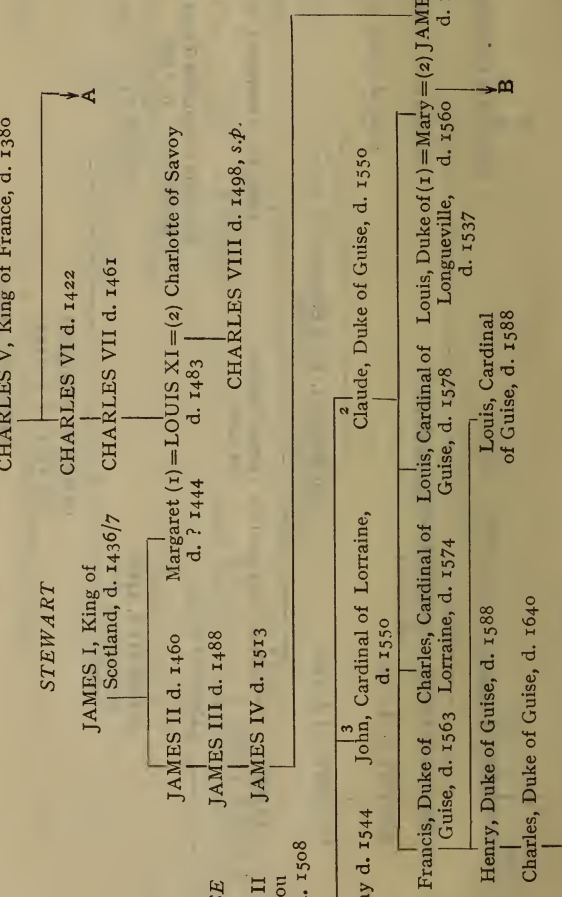 CHARLES V, King of France, d. 1380
A
CHARLES VI d. 1422
CHARLES VII d. 1461
STEWART
JAMES I, King of
Scotland, d. 1436/7
Margaret (1)=LOUIS XI=(2) Charlotte of Savoy
d. ? 1444
d. 1483
CHARLES VIII d. 1498, s.p.
JAMES II d. 1460
JAMES III d. 1488
JAMES IV d. 1513
II
1508
3
John, Cardinal of Lorraine,
d. 1550
2
Claude, Duke of Guise, d. 1550
d. 1544
Francis, Duke of
Guise, d. 1563
Charles, Cardinal of
Lorraine, d. 1574
Louis, Cardinal of
Guise, d. 1578
Louis, Duke of (1)=Mary=(2) JAME
Longueville,
d. 1537
d. 1560
d.
B
Henry, Duke of Guise, d. 1588
Louis, Cardinal
of Guise, d. 1588
Charles, Duke of Guise, d. 1640